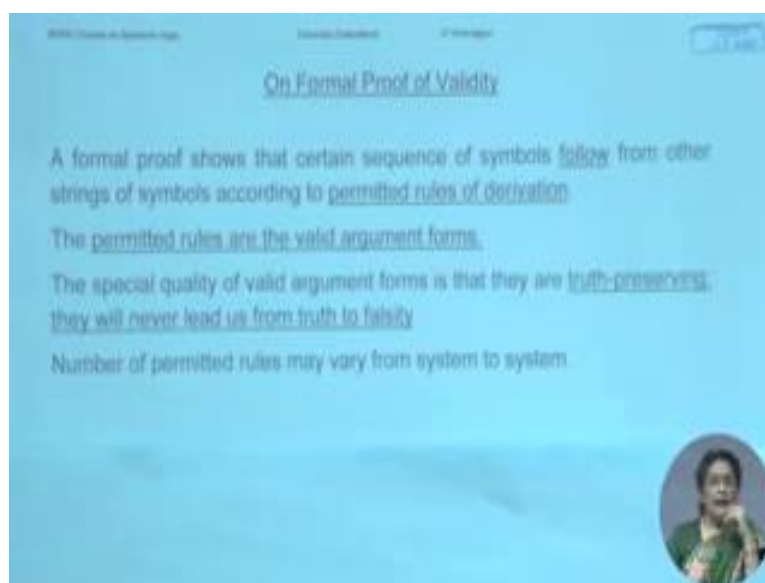 On Formal Proof of Validity
A formal proof shows that certain sequence of symbols follow from other
strings of symbols according to permitted rules of derivation
The permitted rules are the valid argument forms.
The special quality of valid argument forms is that they are truth-preserving;
they will never lead us from truth to falsity
Number of permitted rules may vary from system to system